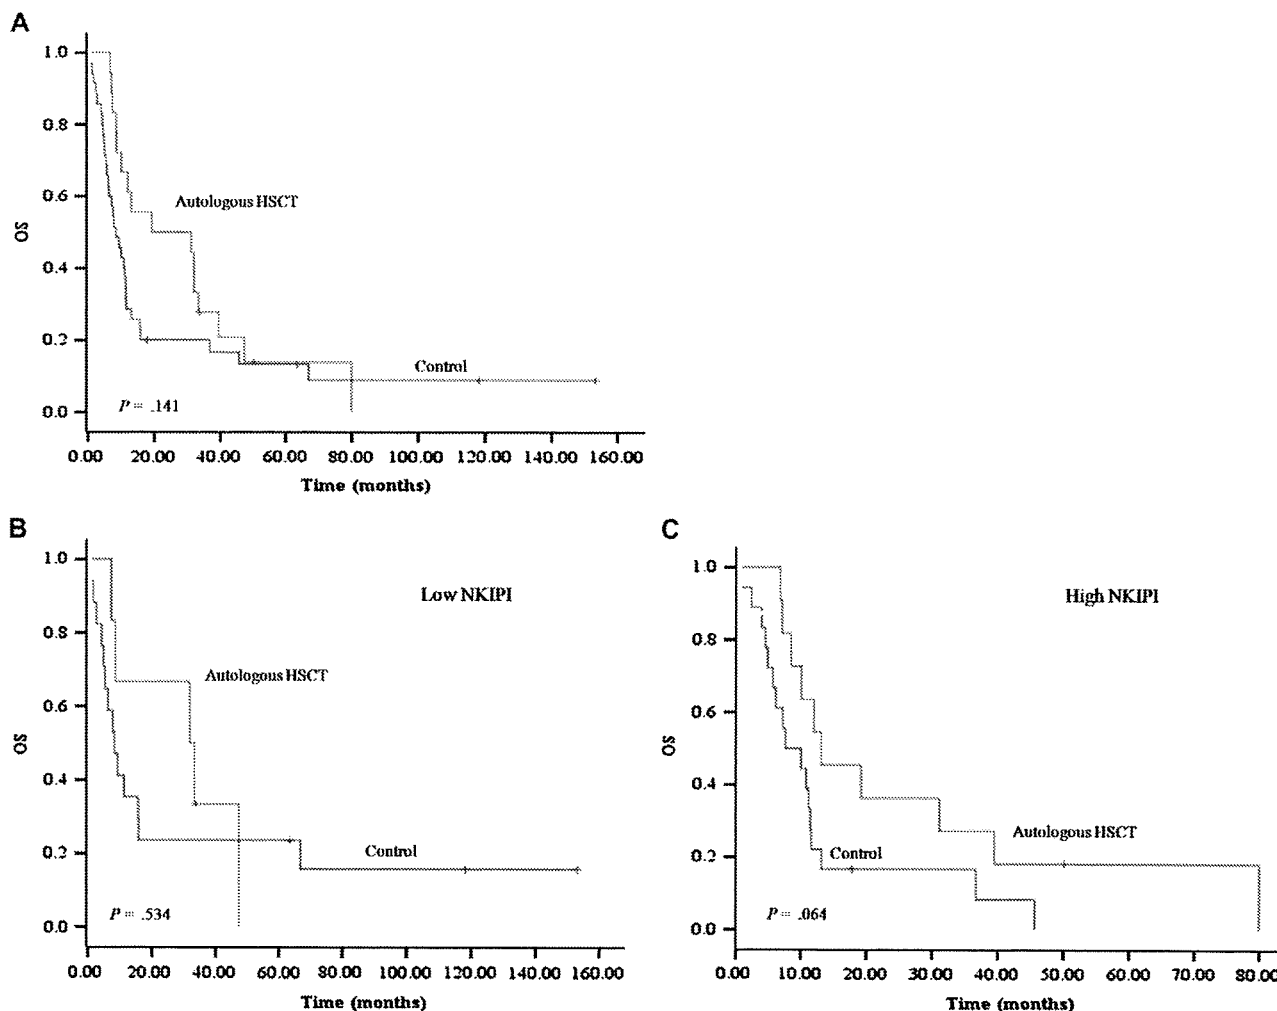 A
1.0
0.8
0.6
0.4
0.2
0.0
OS
Autologous HSCT
Control
P = .141
0.00 20.00 40.00 60.00 80.00 100.00 120.00 140.00 160.00
Time (months)
B
1.0
0.8
0.6
0.4
0.2
0.0
OS
Low NKIPI
Autologous HSCT
Control
P = .534
0.00 20.00 40.00 60.00 80.00 100.00 120.00 140.00 160.00
Time (months)
C
1.0
0.8
0.6
0.4
0.2
0.0
OS
High NKIPI
Autologous HSCT
Control
P = .064
0.00 10.00 20.00 30.00 40.00 50.00 60.00 70.00 80.00
Time (months)